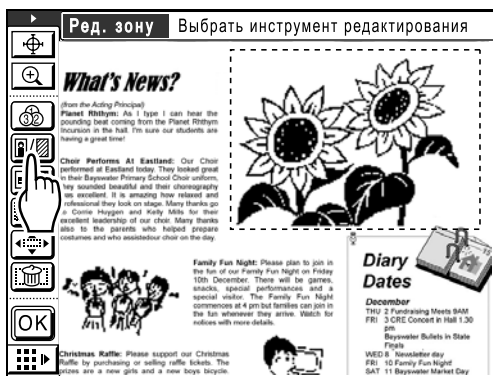 Ред. зону Выбрать инструмент редактирования
What's News?
(from the Acting Principal)
Planet Rhthym: As I type I can hear the
pounding beat coming from the Planet Rhthym
Incursion in the hall. I'm sure our students are
having a great time!
Choir Performs At Eastland: Our Choir
performed at Eastland today. They looked great
in their Bayswater Primary School Choir uniform,
hey sounded beautiful and their choreography
as excellent. It is amazing how relaxed and
rofessional they look on stage. Many thanks go
o Corrie Huygen and Kelly Mills for their
excellent leadership of our choir. Many thanks
also to the parents who helped prepare
costumes and who assistedour choir on the day.
Family Fun Night: Please plan to join in
the fun of our Family Fun Night on Friday
10th December. There will be games,
snacks, special performances and a
special visitor. The Family Fun Night
commences at 4 pm but families can join in
the fun whenever they arrive. Watch for
notices with more details.
Christmas Raffle: Please support our Christmas
Raffle by purchasing or selling raffle tickets. The
prizes are a new girls and a new boys bicycle.
Diary
Dates
December
THU 2 Fundraising Meets 9AM
FRI 3 CRE Concert in Hall 1.30
pm
Bayswater Bullets in State
Finals
WED 8 Newsletter day
FRI 10 Family Fun Night!
SAT 11 Bayswater Market Day
3 2
OK